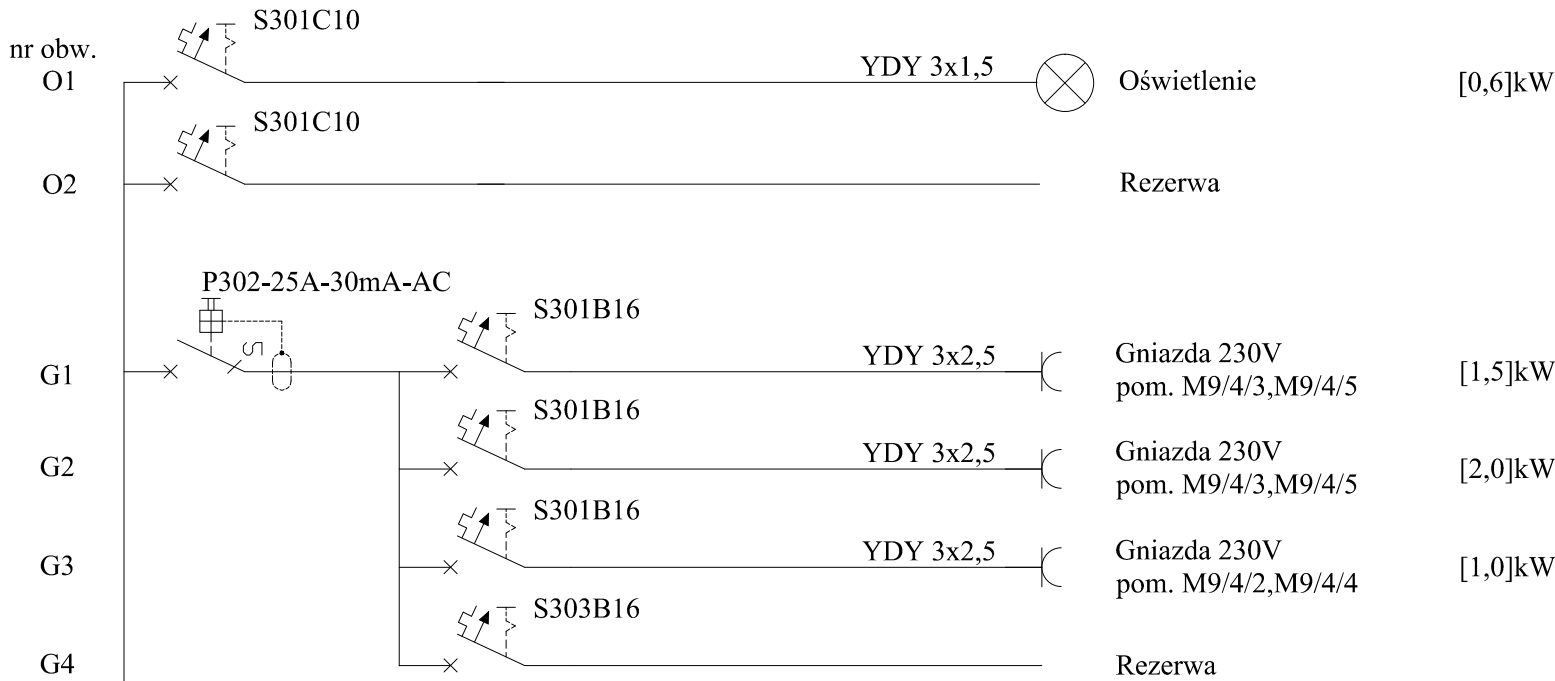 S301C10
nr obw.
O1
YDY 3x1,5
Oświetlenie
[0,6]kW
S301C10
O2
Rezerwa
P302-25A-30mA-AC
S301B16
G1
YDY 3x2,5
Gniazda 230V
pom. M9/4/3,M9/4/5
[1,5]kW
S301B16
G2
YDY 3x2,5
Gniazda 230V
pom. M9/4/3,M9/4/5
[2,0]kW
S301B16
G3
YDY 3x2,5
Gniazda 230V
pom. M9/4/2,M9/4/4
[1,0]kW
S303B16
G4
Rezerwa